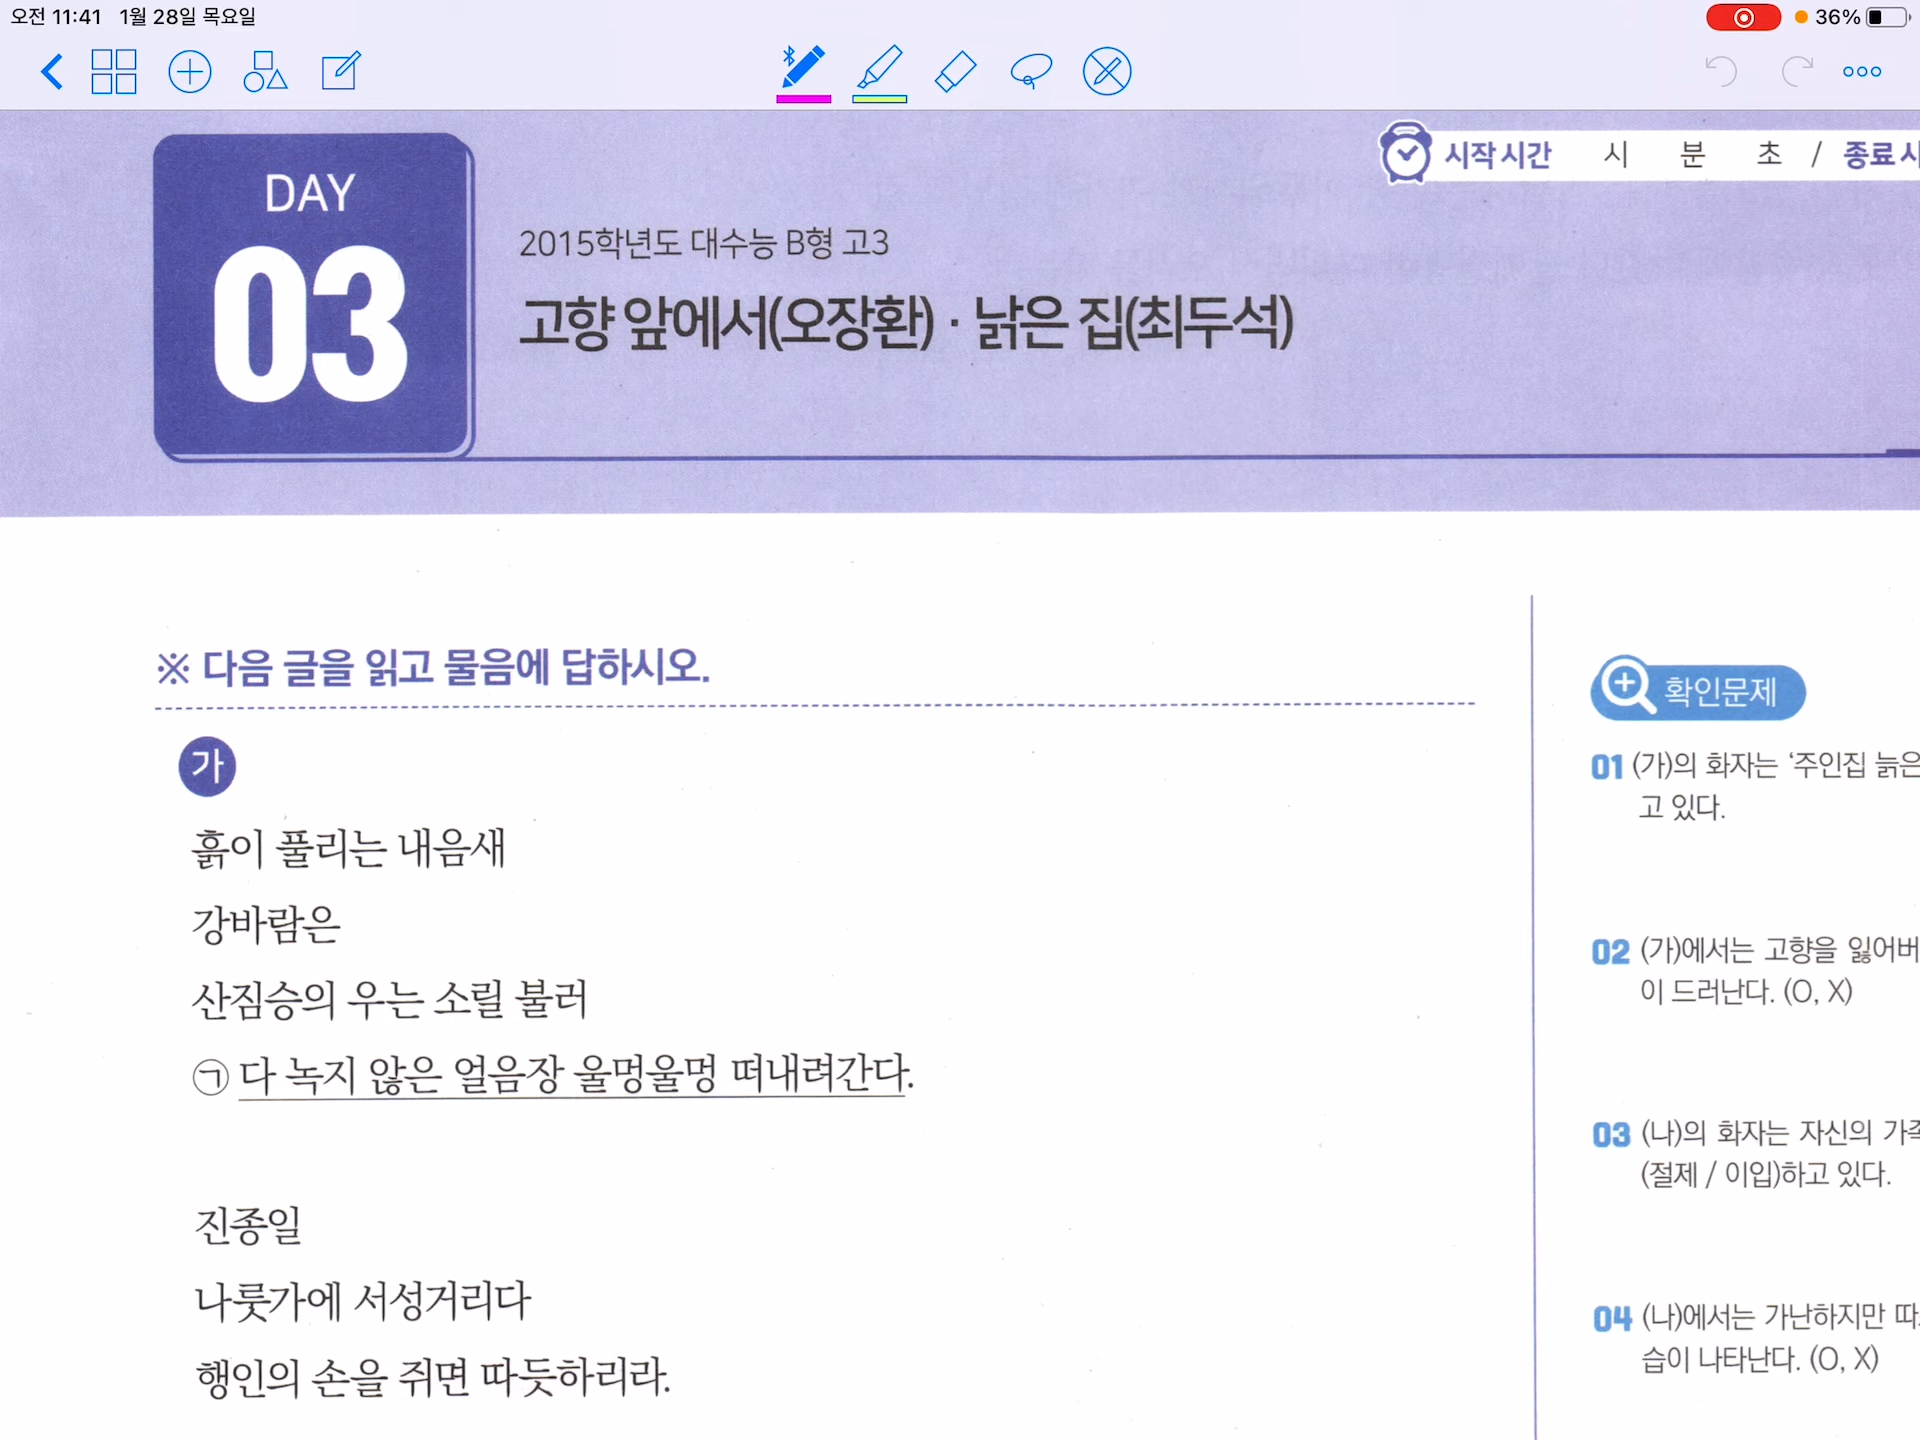 오전 11:41 1월 28일 목요일
36%
DAY
03
시작 시간 시 분 초 / 종료
2015학년도 대수능 B형 고3
고향 앞에서(오장환) · 낡은 집(최두석)
※ 다음 글을 읽고 물음에 답하시오.
가
흙이 풀리는 내음새
강바람은
산짐승의 우는 소릴 불러
㉠ 다 녹지 않은 얼음장 울멍울멍 떠내려간다.
진종일
나룻가에 서성거리다
행인의 손을 쥐면 따듯하리라.
확인문제
01 (가)의 화자는 ‘주인집 늙은
고 있다.
02 (가)에서는 고향을 잃어버
이 드러난다. (O, X)
03 (나)의 화자는 자신의 가족
(절제 / 이입)하고 있다.
04 (나)에서는 가난하지만
습이 나타난다. (O, X)